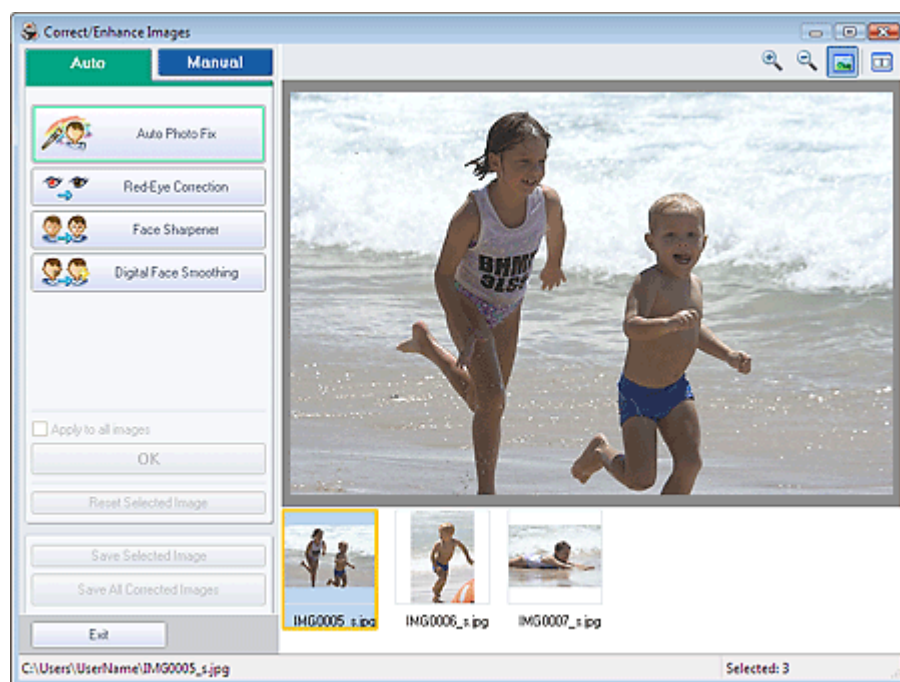 Correct/Enhance Images
Auto
Manual
Auto Photo Fix
Red-Eye Correction
Face Sharpener
Digital Face Smoothing
Apply to all images
OK
Reset Selected Image
Save Selected Image
Save All Corrected Images
Exit
IMG0005_s.jpg
IMG0006_s.jpg
IMG0007_s.jpg
C:\Users\UserName\IMG0005_s.jpg
Selected: 3